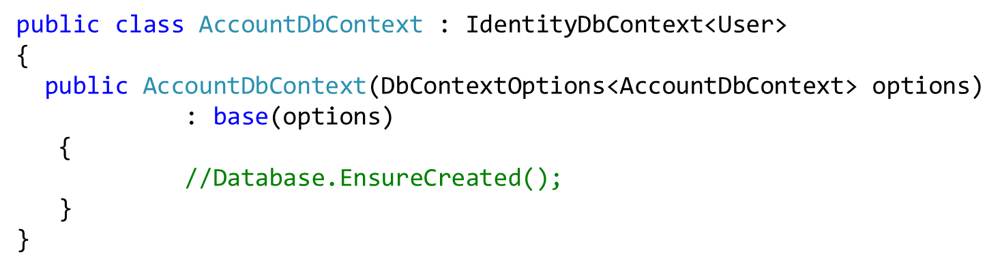 public class AccountDbContext : IdentityDbContext<User>
{
public AccountDbContext(DbContextOptions<AccountDbContext> options)
: base(options)
{
//Database.EnsureCreated();
}
}